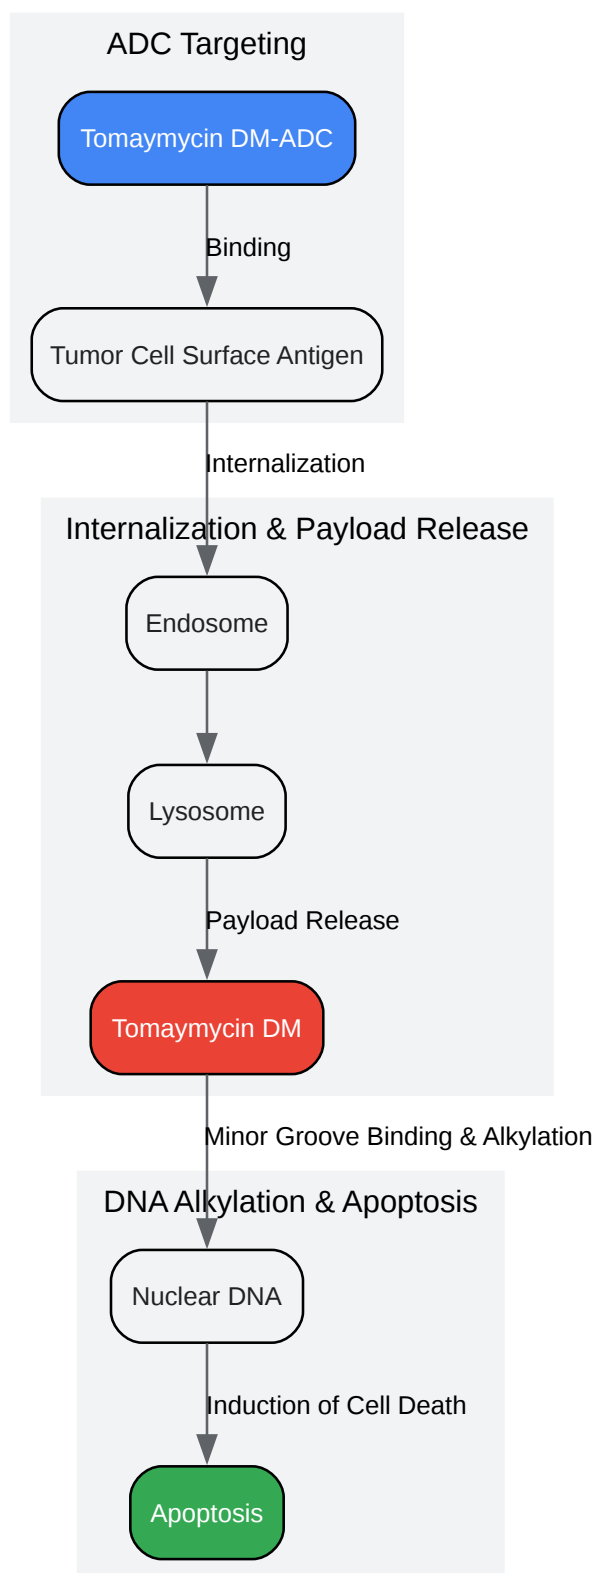 ADC Targeting
Tomaymycin DM-ADC
Binding
Tumor Cell Surface Antigen
Internalization
Internalization & Payload Release
Endosome
Lysosome
Payload Release
Tomaymycin DM
Minor Groove Binding & Alkylation
DNA Alkylation & Apoptosis
Nuclear DNA
Induction of Cell Death
Apoptosis